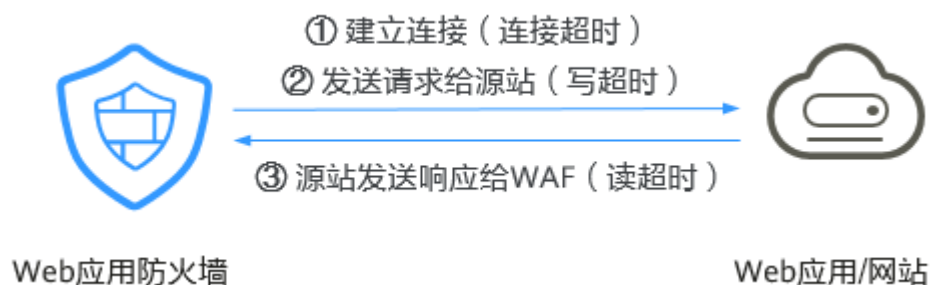 ① 建立连接（连接超时）
② 发送请求给源站（写超时）
③ 源站发送响应给WAF（读超时）
Web应用防火墙
Web应用/网站